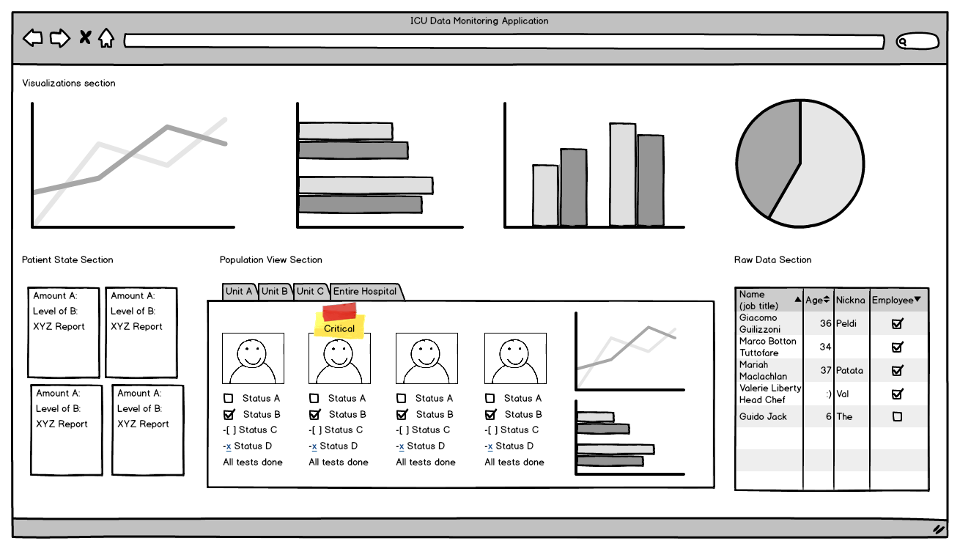 ICU Data Monitoring Application
Visualizations section
Patient State Section
Amount A:
Level of B:
XYZ Report
Amount A:
Level of B:
XYZ Report
Amount A:
Level of B:
XYZ Report
Amount A:
Level of B:
XYZ Report
Population View Section
Unit A Unit B Unit C Entire Hospital
Critical
Status A Status A Status A Status A
Status B Status B Status B Status B
-[ ] Status C -[ ] Status C -[ ] Status C -[ ] Status C
-x Status D -x Status D -x Status D -x Status D
All tests done All tests done All tests done All tests done
Raw Data Section
Name
(job title) Age Nickna Employee
Giacomo
Guilizzoni 36 Peldi
Marco Botton
Tuttofare 34
Mariah
Maclachlan 37 Patata
Valerie Liberty
Head Chef :) Val
Guido Jack 6 The